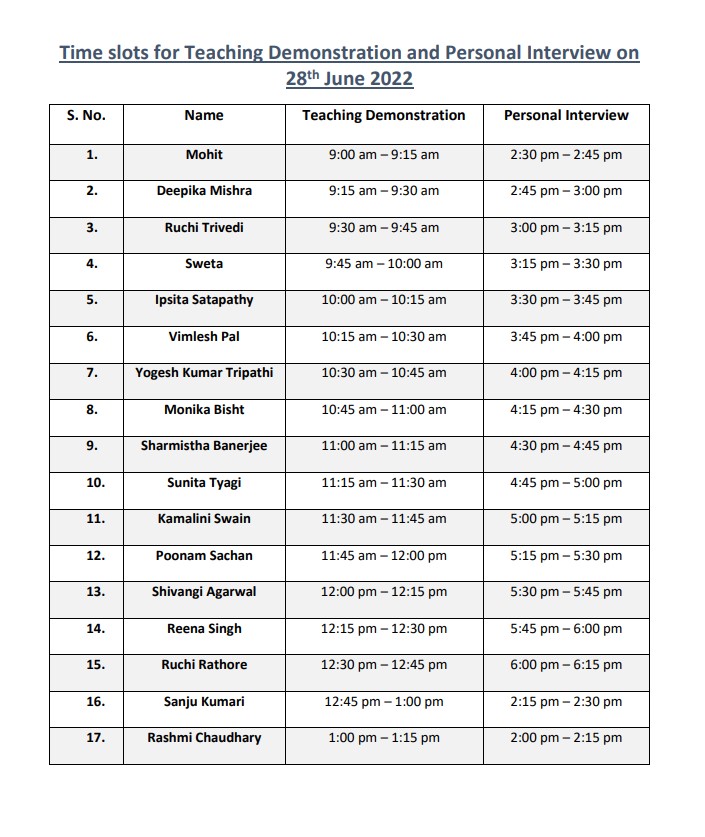 Time slots for Teaching Demonstration and Personal Interview on
28th June 2022
S. No. Name Teaching Demonstration Personal Interview
1. Mohit 9:00 am – 9:15 am 2:30 pm – 2:45 pm
2. Deepika Mishra 9:15 am – 9:30 am 2:45 pm – 3:00 pm
3. Ruchi Trivedi 9:30 am – 9:45 am 3:00 pm – 3:15 pm
4. Sweta 9:45 am – 10:00 am 3:15 pm – 3:30 pm
5. Ipsita Satapathy 10:00 am – 10:15 am 3:30 pm – 3:45 pm
6. Vimlesh Pal 10:15 am – 10:30 am 3:45 pm – 4:00 pm
7. Yogesh Kumar Tripathi 10:30 am – 10:45 am 4:00 pm – 4:15 pm
8. Monika Bisht 10:45 am – 11:00 am 4:15 pm – 4:30 pm
9. Sharmistha Banerjee 11:00 am – 11:15 am 4:30 pm – 4:45 pm
10. Sunita Tyagi 11:15 am – 11:30 am 4:45 pm – 5:00 pm
11. Kamalini Swain 11:30 am – 11:45 am 5:00 pm – 5:15 pm
12. Poonam Sachan 11:45 am – 12:00 pm 5:15 pm – 5:30 pm
13. Shivangi Agarwal 12:00 pm – 12:15 pm 5:30 pm – 5:45 pm
14. Reena Singh 12:15 pm – 12:30 pm 5:45 pm – 6:00 pm
15. Ruchi Rathore 12:30 pm – 12:45 pm 6:00 pm – 6:15 pm
16. Sanju Kumari 12:45 pm – 1:00 pm 2:15 pm – 2:30 pm
17. Rashmi Chaudhary 1:00 pm – 1:15 pm 2:00 pm – 2:15 pm